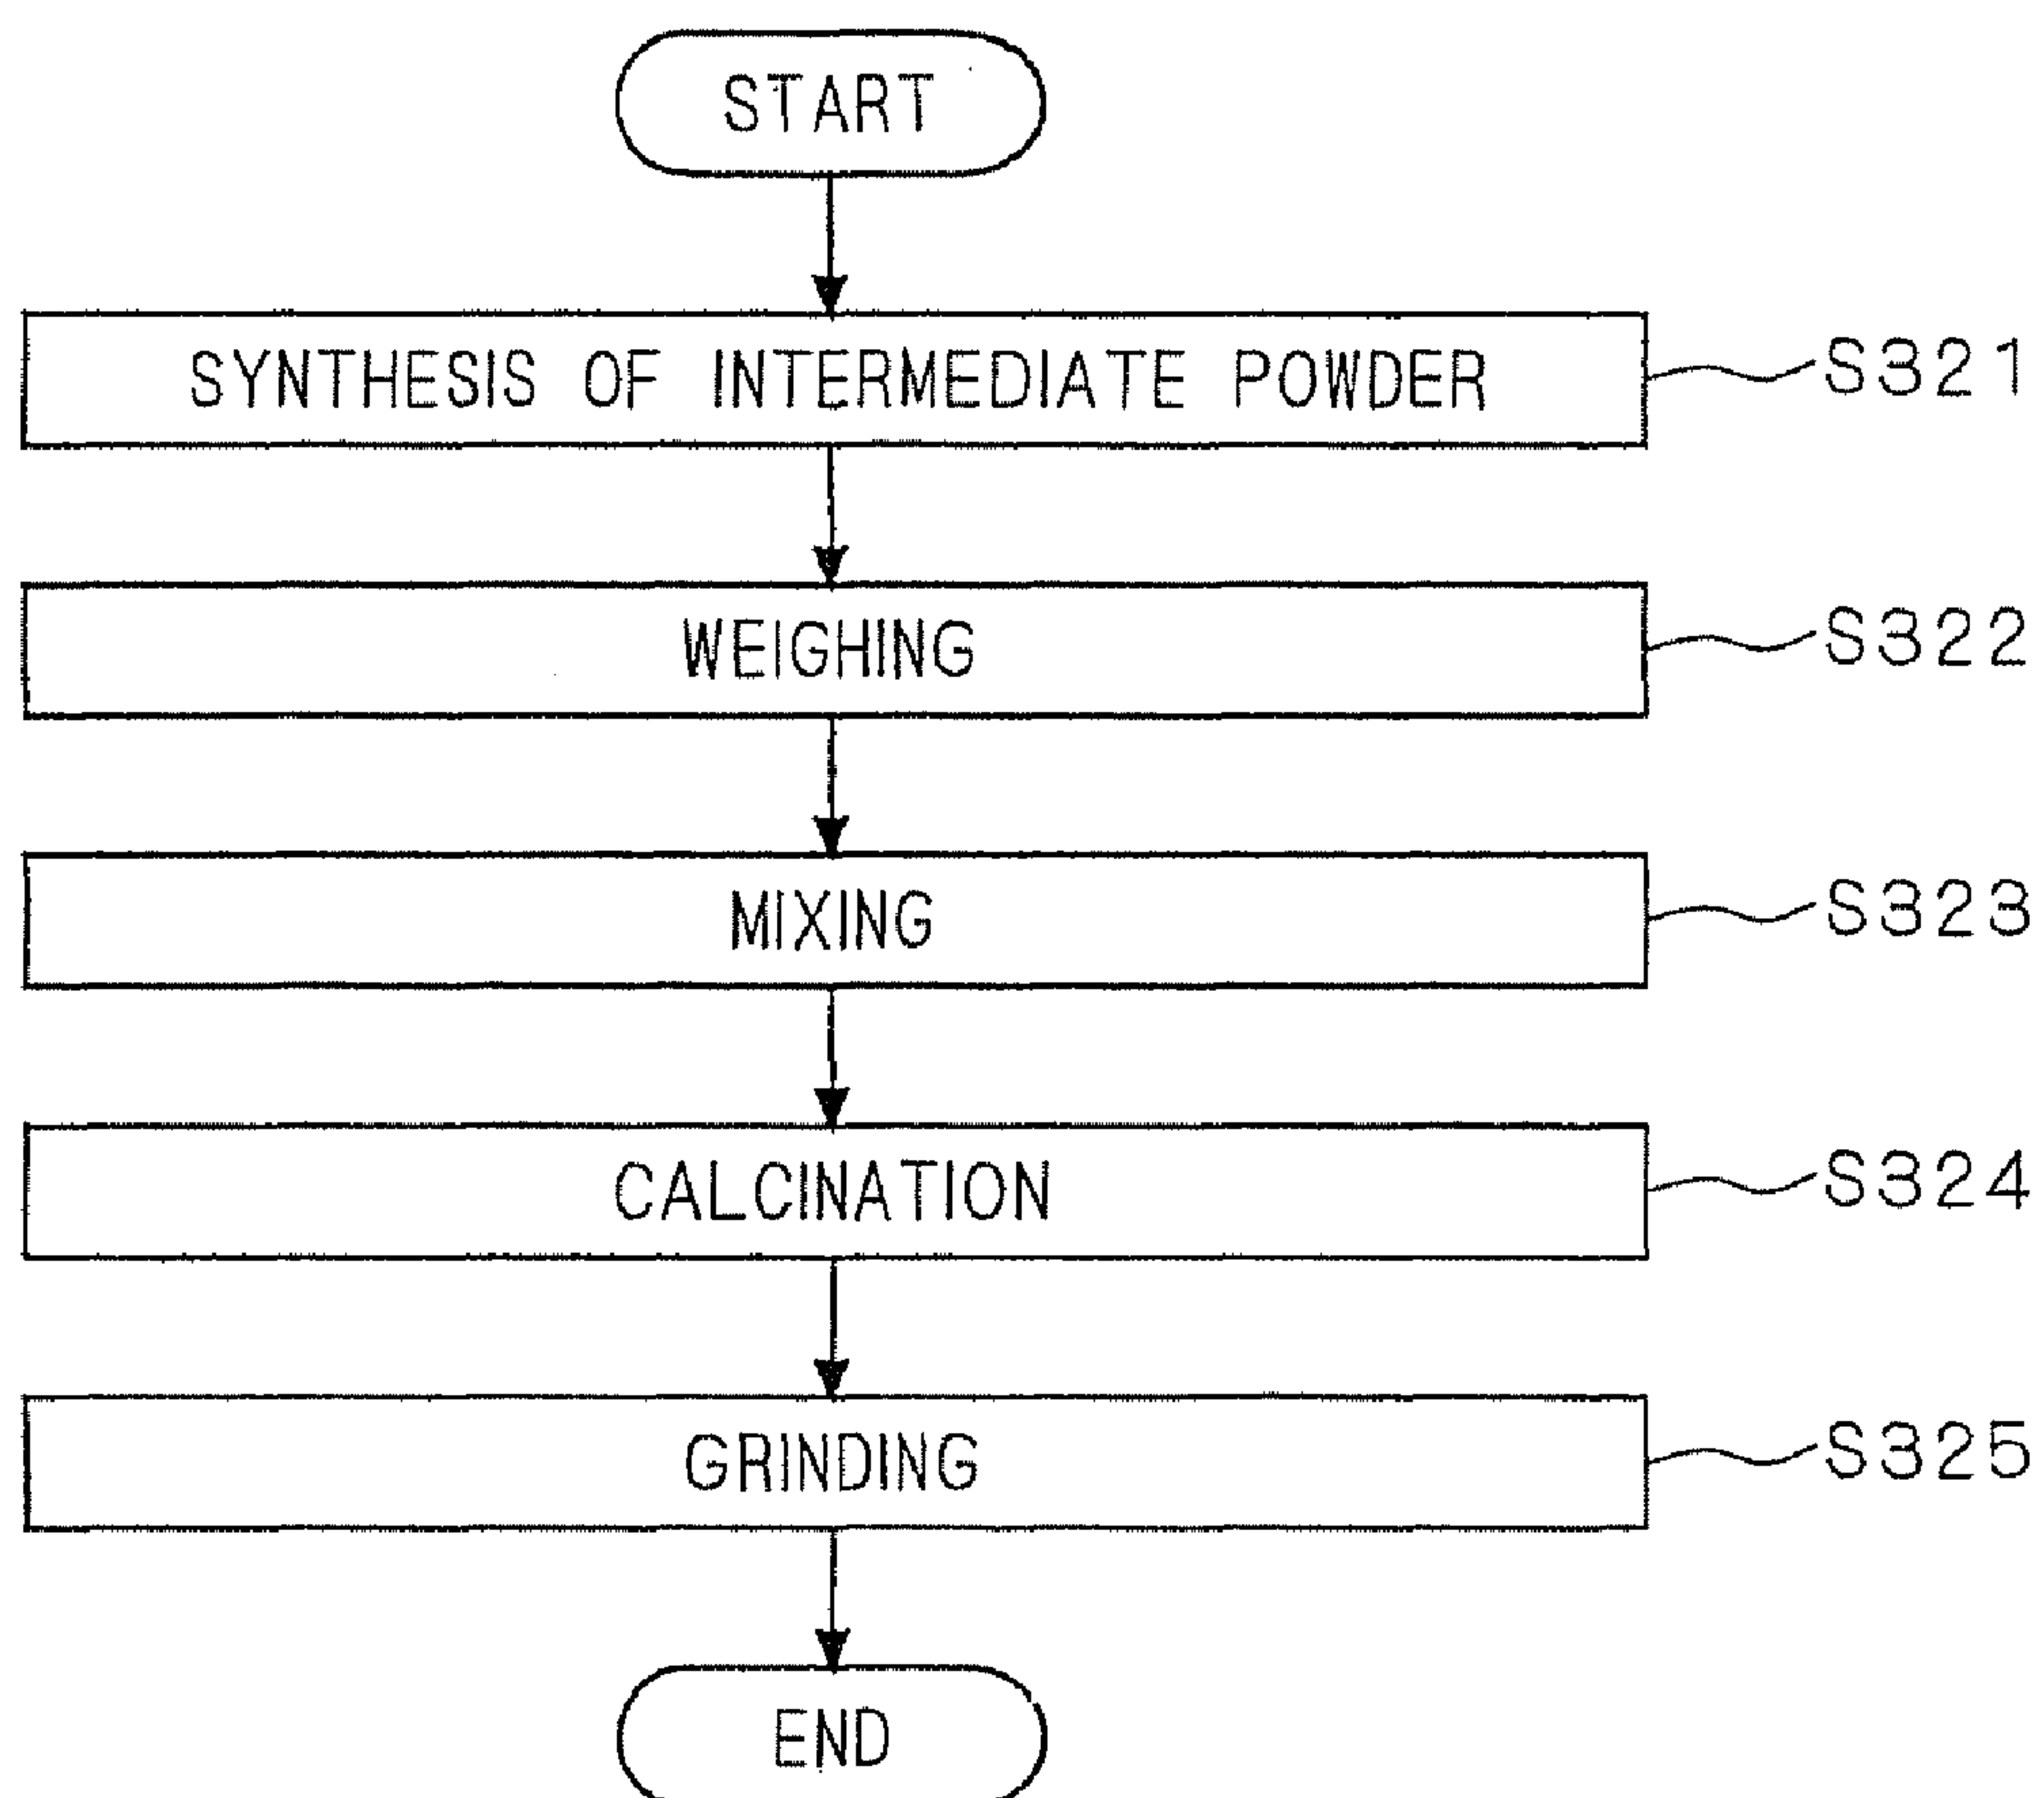 START
SYNTHESIS OF INTERMEDIATE POWDER S321
WEIGHING S322
MIXING S323
CALCINATION S324
GRINDING S325
END